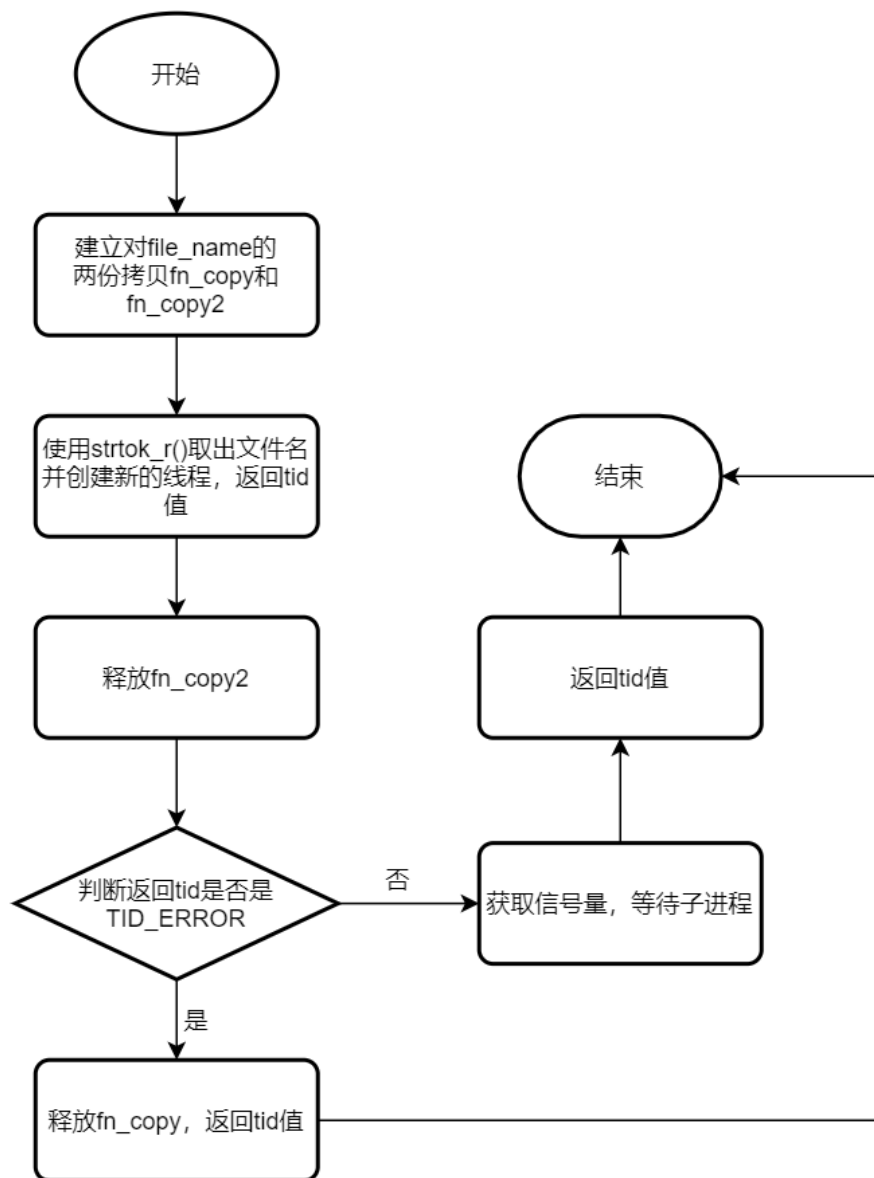 开始
建立对file_name的
两份拷贝fn_copy和
fn_copy2
使用strtok_r()取出文件名
并创建新的线程，返回tid
值
释放fn_copy2
判断返回tid是否是
TID_ERROR
否
获取信号量，等待子进程
返回tid值
结束
是
释放fn_copy，返回tid值